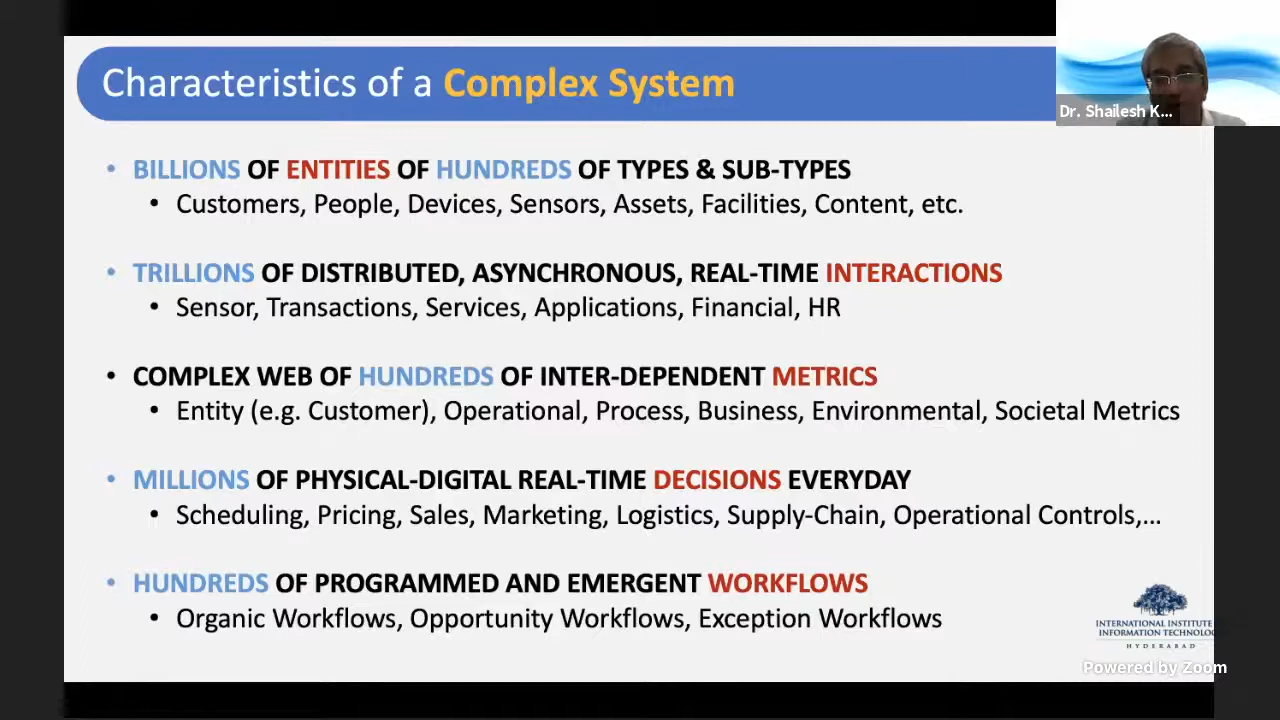 Characteristics of a Complex System
Dr. Shailesh K...
• BILLIONS OF ENTITIES OF HUNDREDS OF TYPES & SUB-TYPES
• Customers, People, Devices, Sensors, Assets, Facilities, Content, etc.
• TRILLIONS OF DISTRIBUTED, ASYNCHRONOUS, REAL-TIME INTERACTIONS
• Sensor, Transactions, Services, Applications, Financial, HR
• COMPLEX WEB OF HUNDREDS OF INTER-DEPENDENT METRICS
• Entity (e.g. Customer), Operational, Process, Business, Environmental, Societal Metrics
• MILLIONS OF PHYSICAL-DIGITAL REAL-TIME DECISIONS EVERYDAY
• Scheduling, Pricing, Sales, Marketing, Logistics, Supply-Chain, Operational Controls,...
• HUNDREDS OF PROGRAMMED AND EMERGENT WORKFLOWS
• Organic Workflows, Opportunity Workflows, Exception Workflows
INTERNATIONAL INSTITUTE
INFORMATION TECHNOLO
HYDERABAD
Powered by Zoom